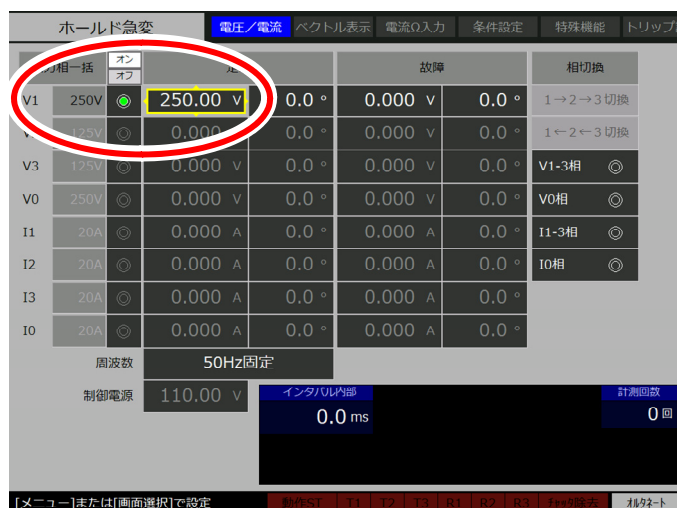 ホールド急変 電圧／電流 ベクトル表示 電流Ω入力 条件設定 特殊機能 トリップ
相一括 オン オフ 定 故障 相切換
V1 250V 250.00 V 0.0 ° 0.000 V 0.0 ° 1→2→3切換
125V 0.000 V 0.0 ° 0.000 V 0.0 ° 1←2←3切換
V3 125V 0.000 V 0.0 ° 0.000 V 0.0 ° V1-3相
V0 250V 0.000 V 0.0 ° 0.000 V 0.0 ° V0相
I1 20A 0.000 A 0.0 ° 0.000 A 0.0 ° I1-3相
I2 20A 0.000 A 0.0 ° 0.000 A 0.0 ° I0相
I3 20A 0.000 A 0.0 ° 0.000 A 0.0 °
I0 20A 0.000 A 0.0 ° 0.000 A 0.0 °
周波数 50Hz固定
制御電源 110.00 V インタバル内部 計測回数
0.0 ms 0 回
[メニュー]または[画面選択]で設定 動作ST T1 T2 T3 R1 R2 R3 チャタ除去 オルタネート